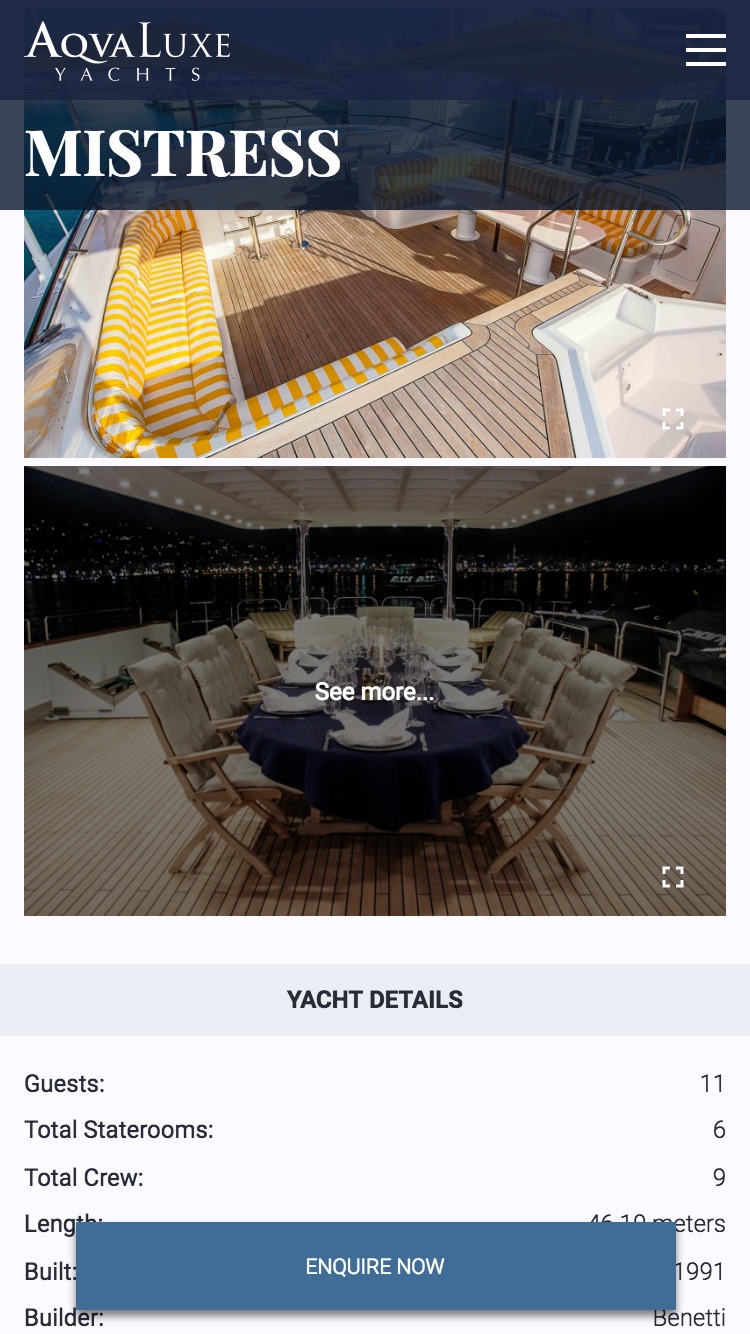 AQVALUXE
YACHTS
MISTRESS
See more...
YACHT DETAILS
Guests: 11
Total Staterooms: 6
Total Crew: 9
Length: 46.19 meters
ENQUIRE NOW
Built: 1991
Builder: Benetti